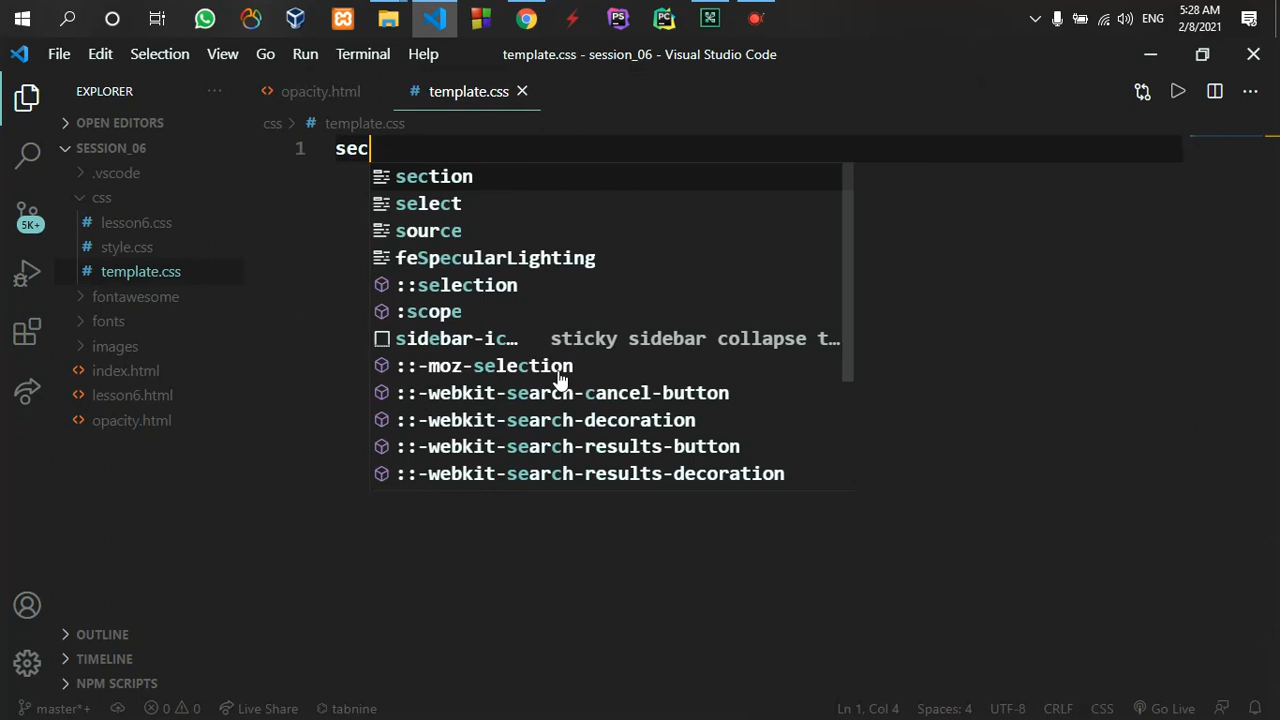 PS
PC
ENG
5:28 AM
2/8/2021
File Edit Selection View Go Run Terminal Help
template.css - session_06 - Visual Studio Code
EXPLORER
OPEN EDITORS
SESSION_06
.vscode
css
# lesson6.css
# style.css
# template.css
fontawesome
fonts
images
index.html
lesson6.html
opacity.html
OUTLINE
TIMELINE
NPM SCRIPTS
5K+
opacity.html
# template.css
css > # template.css
1 sec
section
select
source
feSpecularLighting
::selection
:scope
sidebar-ic… sticky sidebar collapse t…
::-moz-selection
::-webkit-search-cancel-button
::-webkit-search-decoration
::-webkit-search-results-button
::-webkit-search-results-decoration
master*+ 0 0 Live Share tabnine
Ln 1, Col 4 Spaces: 4 UTF-8 CRLF CSS Go Live